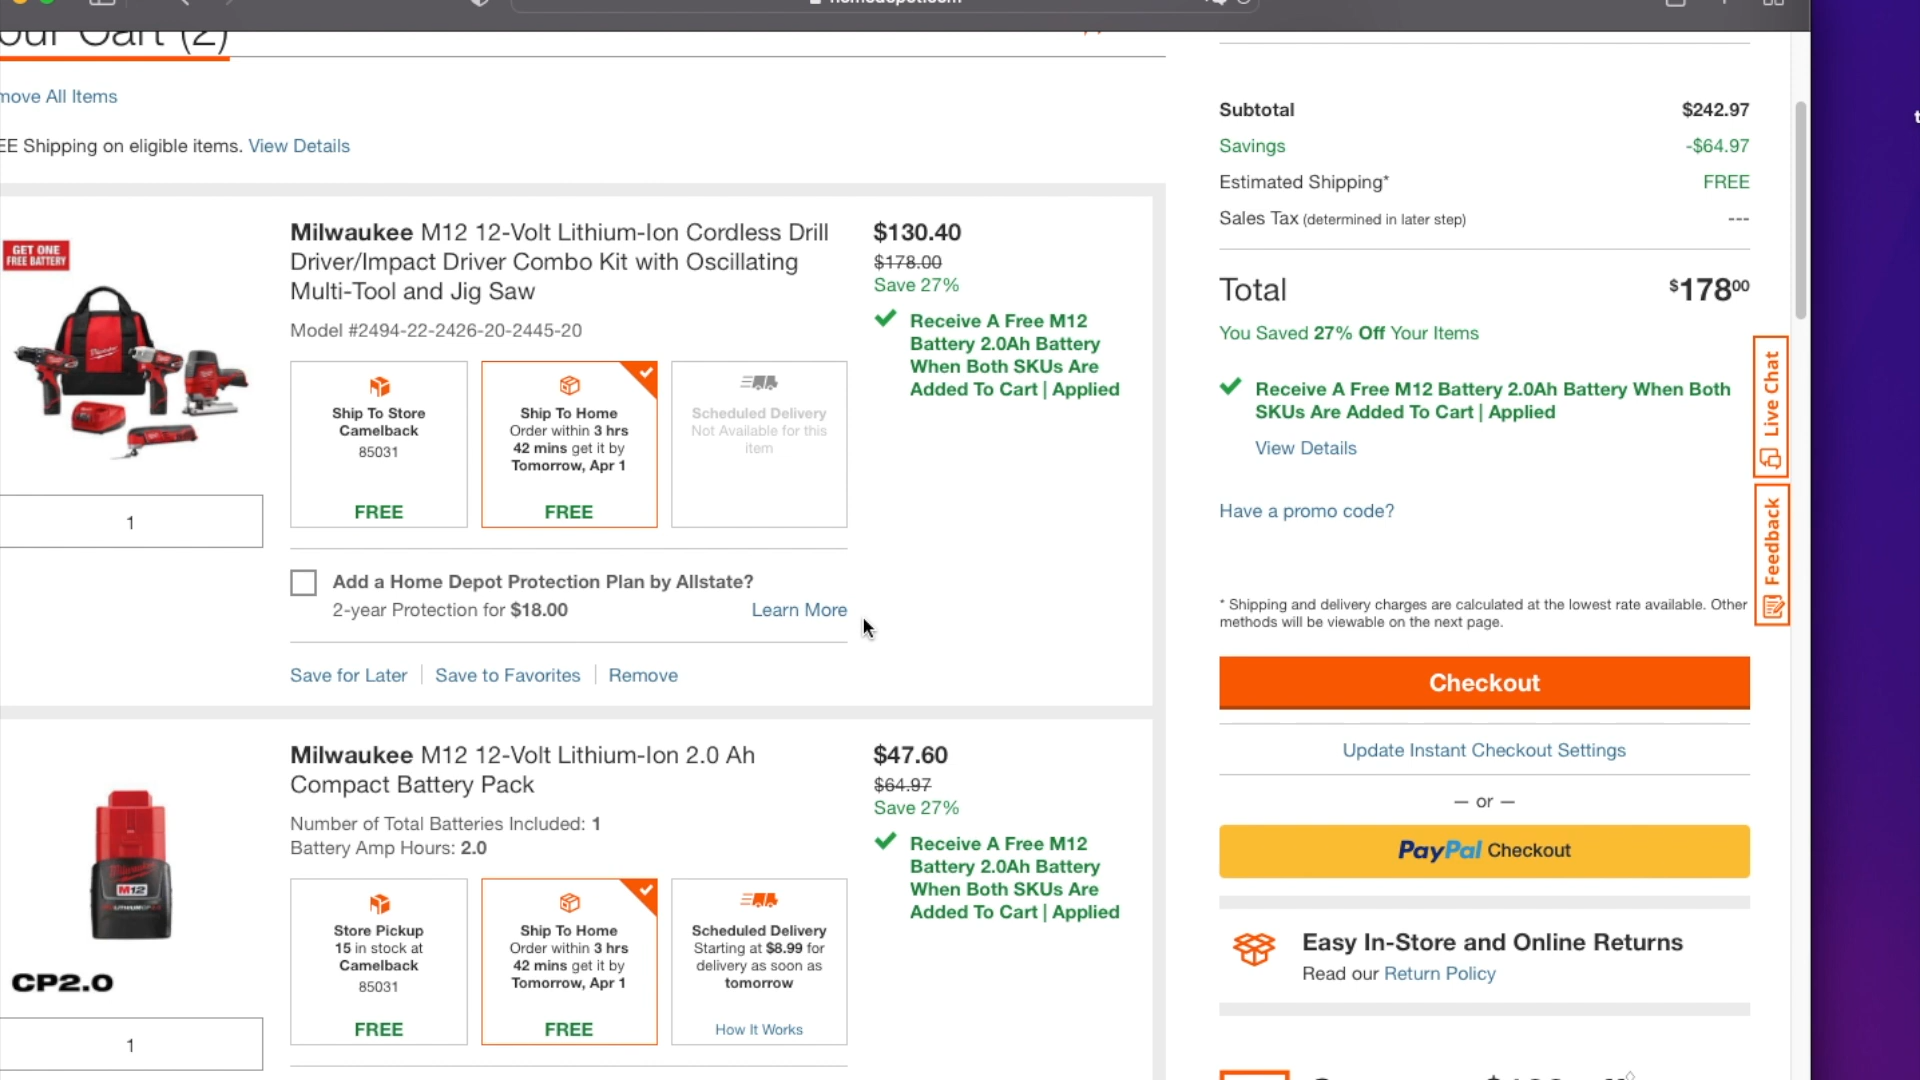 our Cart (2)
move All Items
EE Shipping on eligible items. View Details
GET ONE
FREE BATTERY
Milwaukee M12 12-Volt Lithium-Ion Cordless Drill
Driver/Impact Driver Combo Kit with Oscillating
Multi-Tool and Jig Saw
Model #2494-22-2426-20-2445-20
$130.40
$178.00
Save 27%
Receive A Free M12
Battery 2.0Ah Battery
When Both SKUs Are
Added To Cart | Applied
Ship To Store
Camelback
85031
FREE
Ship To Home
Order within 3 hrs
42 mins get it by
Tomorrow, Apr 1
FREE
Scheduled Delivery
Not Available for this
item
1
Add a Home Depot Protection Plan by Allstate?
2-year Protection for $18.00
Learn More
Save for Later
Save to Favorites
Remove
Milwaukee M12 12-Volt Lithium-Ion 2.0 Ah
Compact Battery Pack
Number of Total Batteries Included: 1
Battery Amp Hours: 2.0
$47.60
$64.97
Save 27%
Receive A Free M12
Battery 2.0Ah Battery
When Both SKUs Are
Added To Cart | Applied
Milwaukee
M12
CP2.0
Store Pickup
15 in stock at
Camelback
85031
FREE
Ship To Home
Order within 3 hrs
42 mins get it by
Tomorrow, Apr 1
FREE
Scheduled Delivery
Starting at $8.99 for
delivery as soon as
tomorrow
How It Works
1
Subtotal $242.97
Savings -$64.97
Estimated Shipping* FREE
Sales Tax (determined in later step) ---
Total $17800
You Saved 27% Off Your Items
Receive A Free M12 Battery 2.0Ah Battery When Both
SKUs Are Added To Cart | Applied
View Details
Have a promo code?
* Shipping and delivery charges are calculated at the lowest rate available. Other
methods will be viewable on the next page.
Checkout
Update Instant Checkout Settings
— or —
PayPal Checkout
Easy In-Store and Online Returns
Read our Return Policy
Live Chat
Feedback